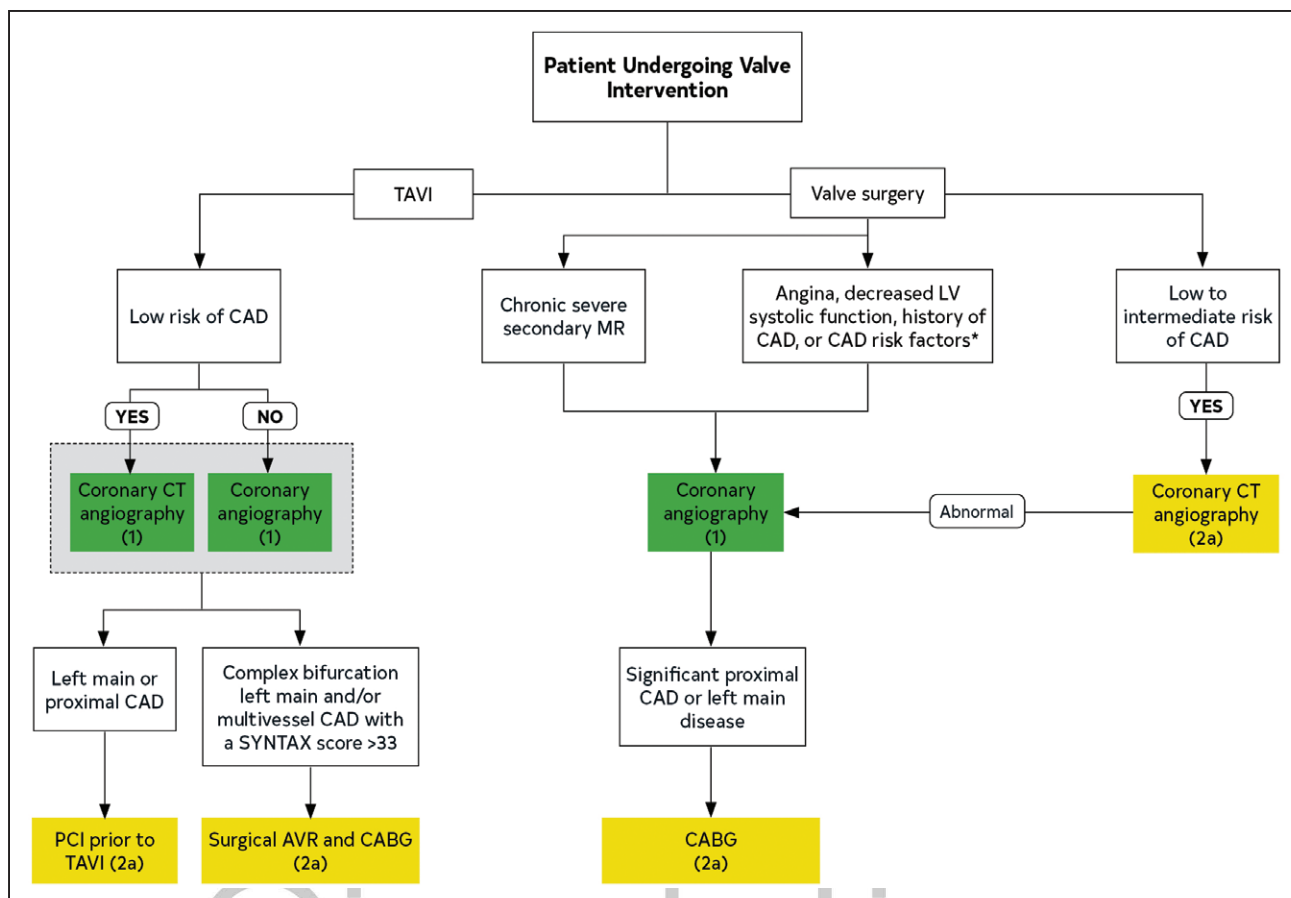 Patient Undergoing Valve
Intervention
TAVI
Valve surgery
Low risk of CAD
Chronic severe
secondary MR
Angina, decreased LV
systolic function, history of
CAD, or CAD risk factors*
Low to
intermediate risk
of CAD
YES
NO
YES
Coronary CT
angiography
(1)
Coronary
angiography
(1)
Coronary
angiography
(1)
Abnormal
Coronary CT
angiography
(2a)
Left main or
proximal CAD
Complex bifurcation
left main and/or
multivessel CAD with
a SYNTAX score >33
Significant proximal
CAD or left main
disease
PCI prior to
TAVI (2a)
Surgical AVR and CABG
(2a)
CABG
(2a)